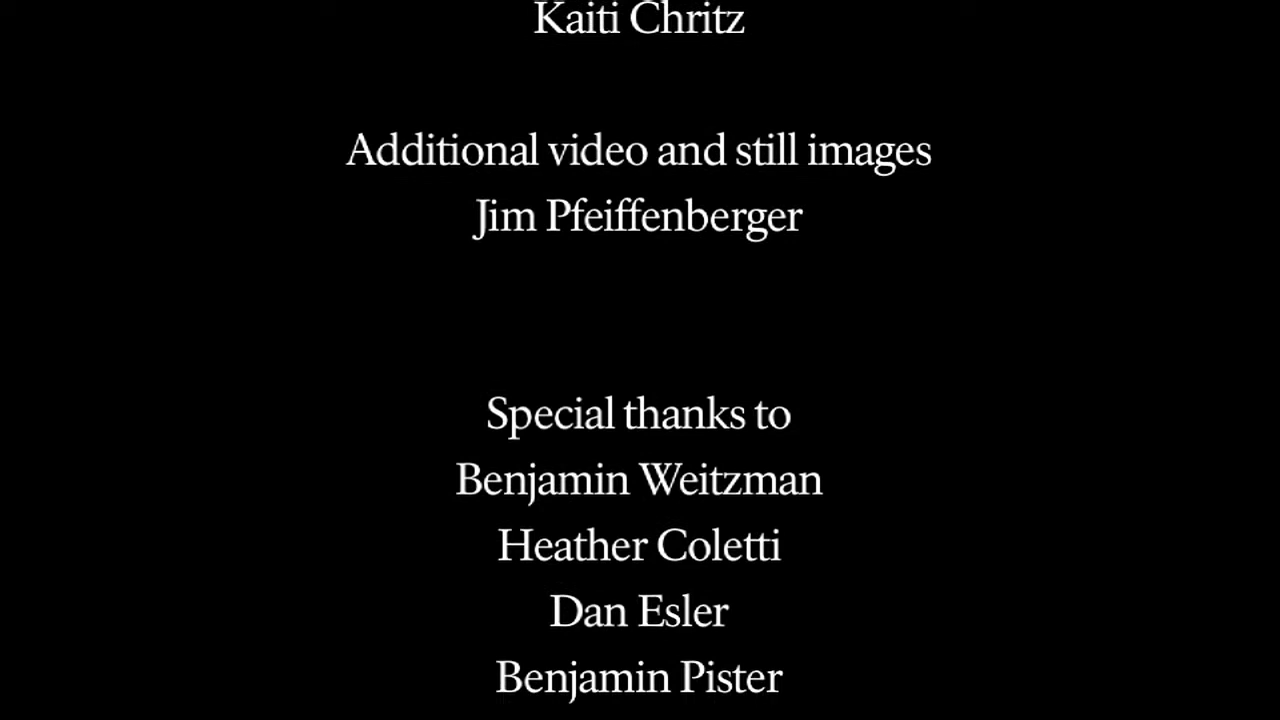 Kaiti Chritz
Additional video and still images
Jim Pfeiffenberger
Special thanks to
Benjamin Weitzman
Heather Coletti
Dan Esler
Benjamin Pister